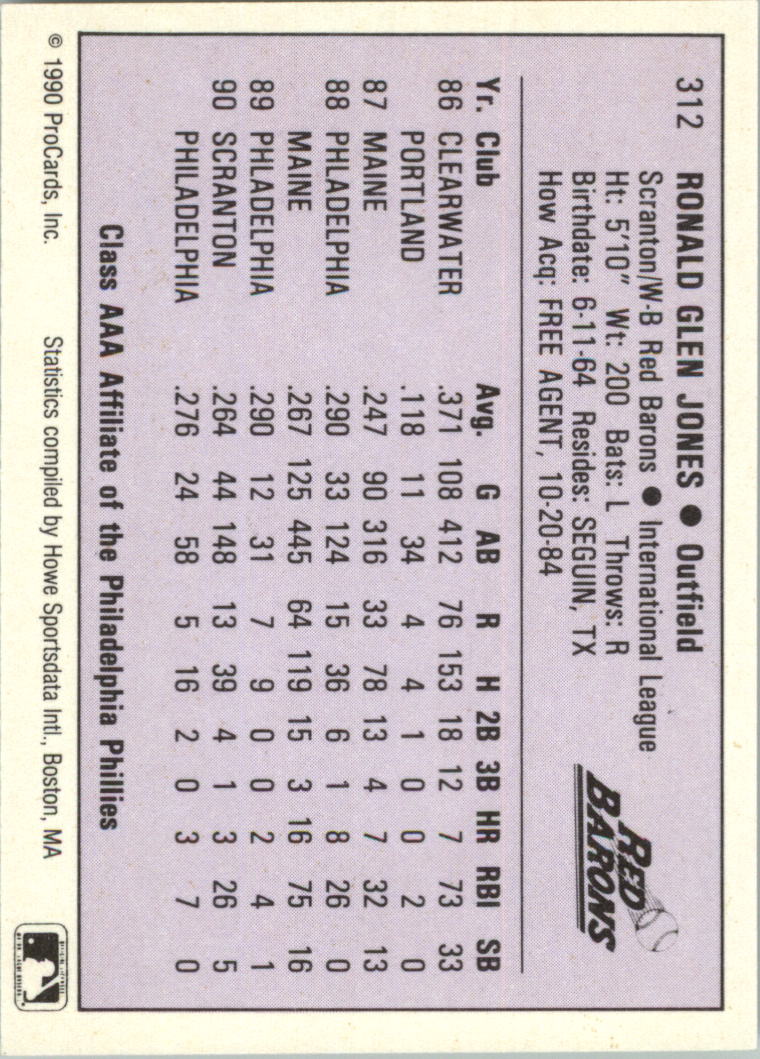 312 RONALD GLEN JONES ● Outfield
Scranton/W-B Red Barons ● International League
Ht: 5'10" Wt: 200 Bats: L Throws: R
Birthdate: 6-11-64 Resides: SEGUIN, TX
How Acq: FREE AGENT, 10-20-84
RED
BARONS
Yr. Club Avg. G AB R H 2B 3B HR RBI SB
86 CLEARWATER .371 108 412 76 153 18 12 7 73 33
PORTLAND .118 11 34 4 4 1 0 0 2 0
87 MAINE .247 90 316 33 78 13 4 7 32 13
88 PHLADELPHIA .290 33 124 15 36 6 1 8 26 0
MAINE .267 125 445 64 119 15 3 16 75 16
89 PHLADELPHIA .290 12 31 7 9 0 0 2 4 1
90 SCRANTON .264 44 148 13 39 4 1 3 26 5
PHILADELPHIA .276 24 58 5 16 2 0 3 7 0
Class AAA Affiliate of the Philadelphia Phillies
© 1990 ProCards, Inc. Statistics compiled by Howe Sportsdata Intl., Boston, MA